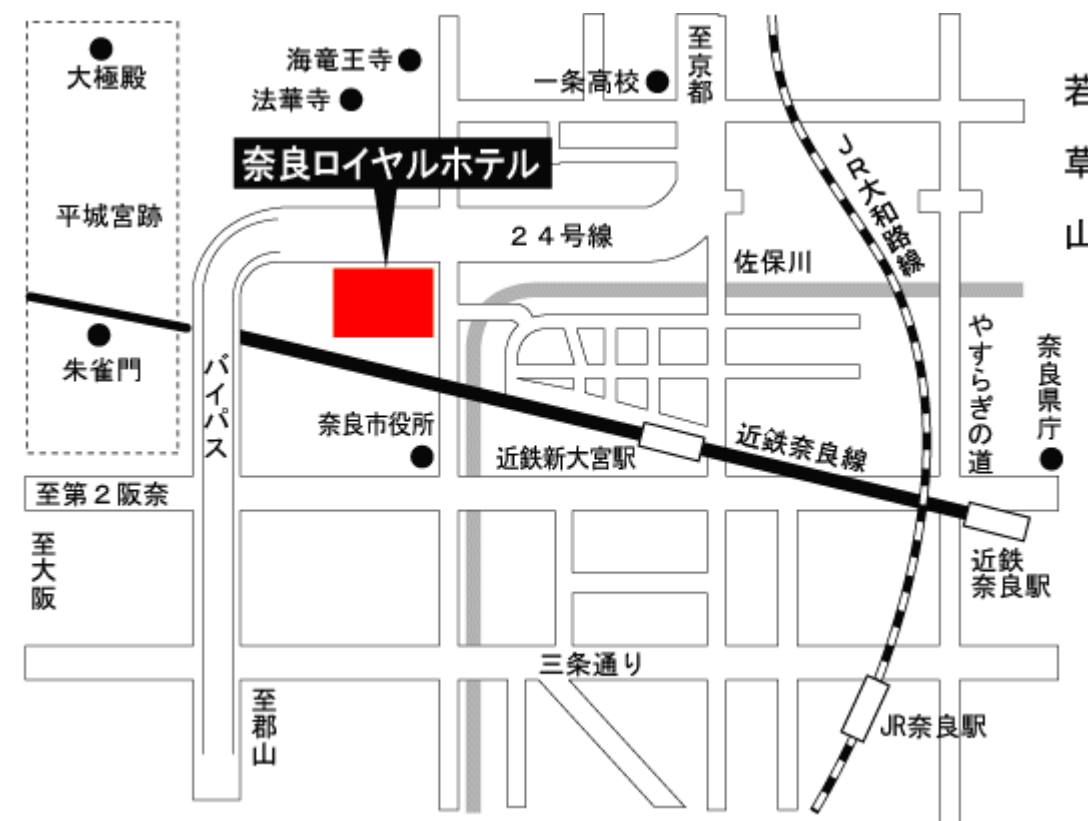 大極殿
海竜王寺
法華寺
一条高校
至京都
若草山
奈良ロイヤルホテル
JR大和路線
平城宮跡
24号線
佐保川
朱雀門
バイパス
奈良市役所
近鉄新大宮駅
近鉄奈良線
やすらぎの道
奈良県庁
至第2阪奈
至大阪
近鉄
奈良駅
三条通り
至郡山
JR奈良駅